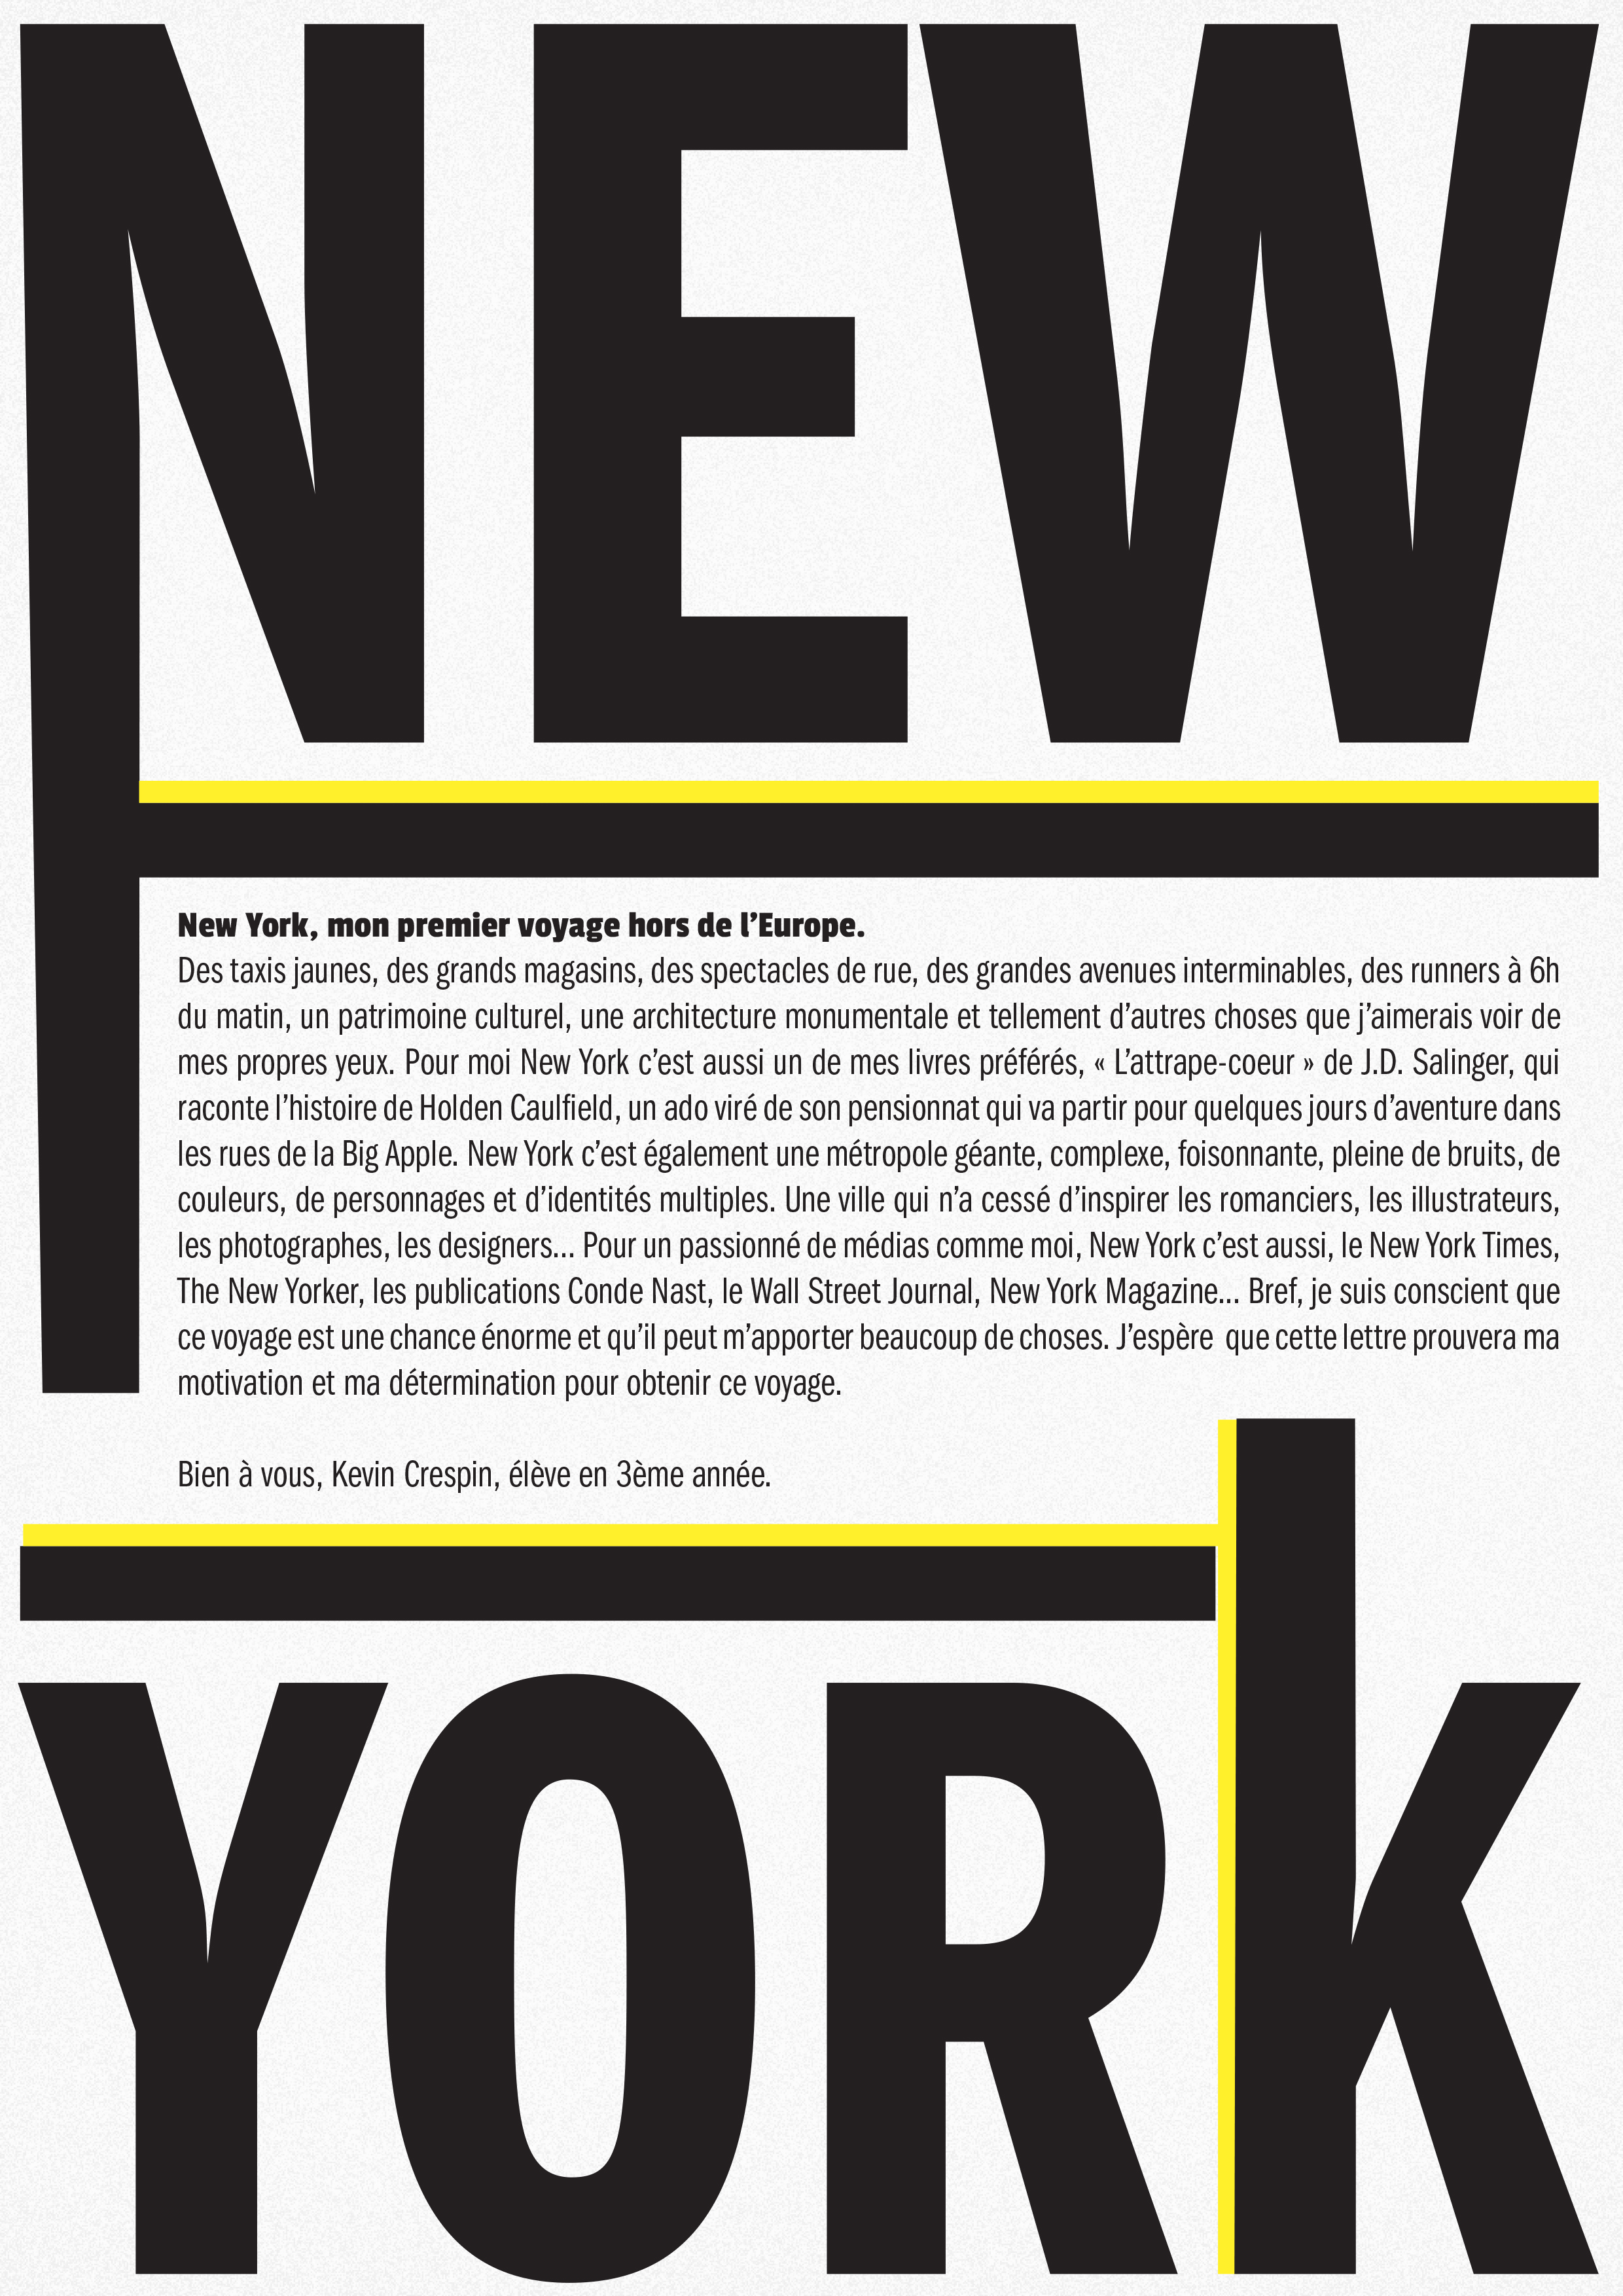 NEW
New York, mon premier voyage hors de l’Europe.
Des taxis jaunes, des grands magasins, des spectacles de rue, des grandes avenues interminables, des runners à 6h
du matin, un patrimoine culturel, une architecture monumentale et tellement d’autres choses que j’aimerais voir de
mes propres yeux. Pour moi New York c’est aussi un de mes livres préférés, « L’attrape-coeur » de J.D. Salinger, qui
raconte l’histoire de Holden Caulfield, un ado viré de son pensionnat qui va partir pour quelques jours d’aventure dans
les rues de la Big Apple. New York c’est également une métropole géante, complexe, foisonnante, pleine de bruits, de
couleurs, de personnages et d’identités multiples. Une ville qui n’a cessé d’inspirer les romanciers, les illustrateurs,
les photographes, les designers... Pour un passionné de médias comme moi, New York c’est aussi, le New York Times,
The New Yorker, les publications Conde Nast, le Wall Street Journal, New York Magazine... Bref, je suis conscient que
ce voyage est une chance énorme et qu’il peut m’apporter beaucoup de choses. J’espère  que cette lettre prouvera ma
motivation et ma détermination pour obtenir ce voyage.
Bien à vous, Kevin Crespin, élève en 3ème année.
YORk